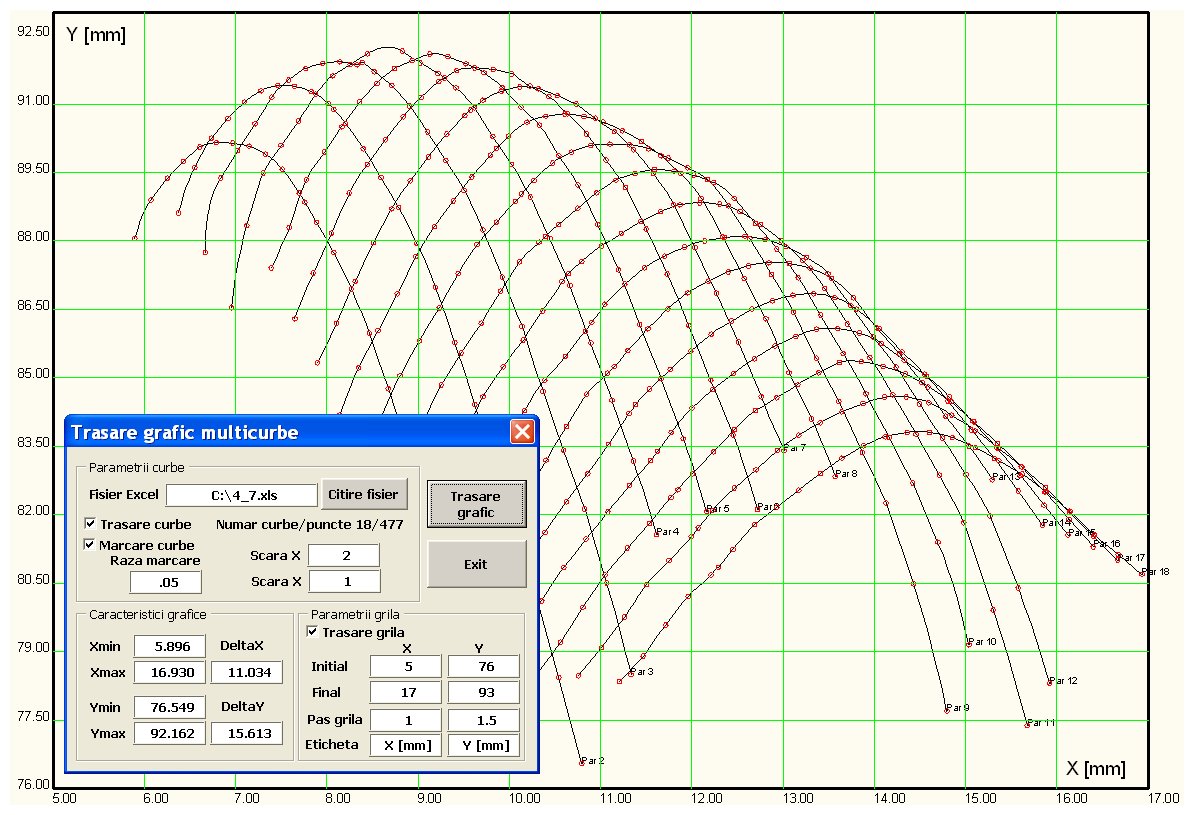 92.50
Y [mm]
91.00
89.50
88.00
86.50
85.00
83.50
82.00
80.50
79.00
77.50
76.00
5.00 6.00 7.00 8.00 9.00 10.00 11.00 12.00 13.00 14.00 15.00 16.00 17.00
X [mm]
Par 2
Par 3
Par 4
Par 5
Par 6
Par 7
Par 8
Par 9
Par 10
Par 11
Par 12
Par 13
Par 14
Par 16
Par 17
Par 18
Trasare grafic multicurbe
Parametrii curbe
Fisier Excel C:\4_7.xls Citire fisier
Trasare curbe Numar curbe/puncte 18/477
Marcare curbe
Raza marcare
.05
Scara X 2
Scara X 1
Trasare
grafic
Exit
Caracteristici grafice
Xmin 5.896 DeltaX
Xmax 16.930 11.034
Ymin 76.549 DeltaY
Ymax 92.162 15.613
Parametrii grila
Trasare grila
X Y
Initial 5 76
Final 17 93
Pas grila 1 1.5
Eticheta X [mm] Y [mm]